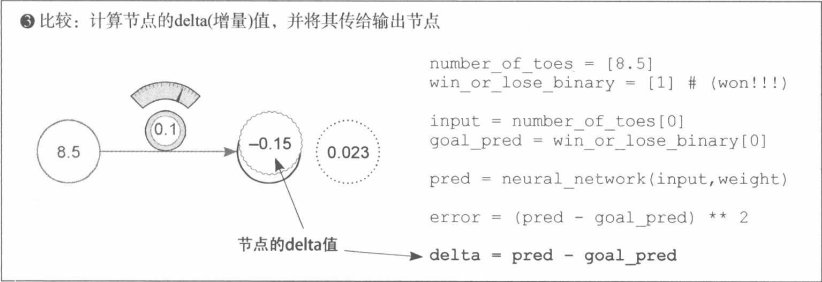 ❸ 比较：计算节点的delta(增量)值，并将其传给输出节点
8.5
0.1
–0.15
0.023
节点的delta值
number_of_toes = [8.5]
win_or_lose_binary = [1] # (won!!!)
input = number_of_toes[0]
goal_pred = win_or_lose_binary[0]
pred = neural_network(input,weight)
error = (pred - goal_pred) ** 2
delta = pred - goal_pred